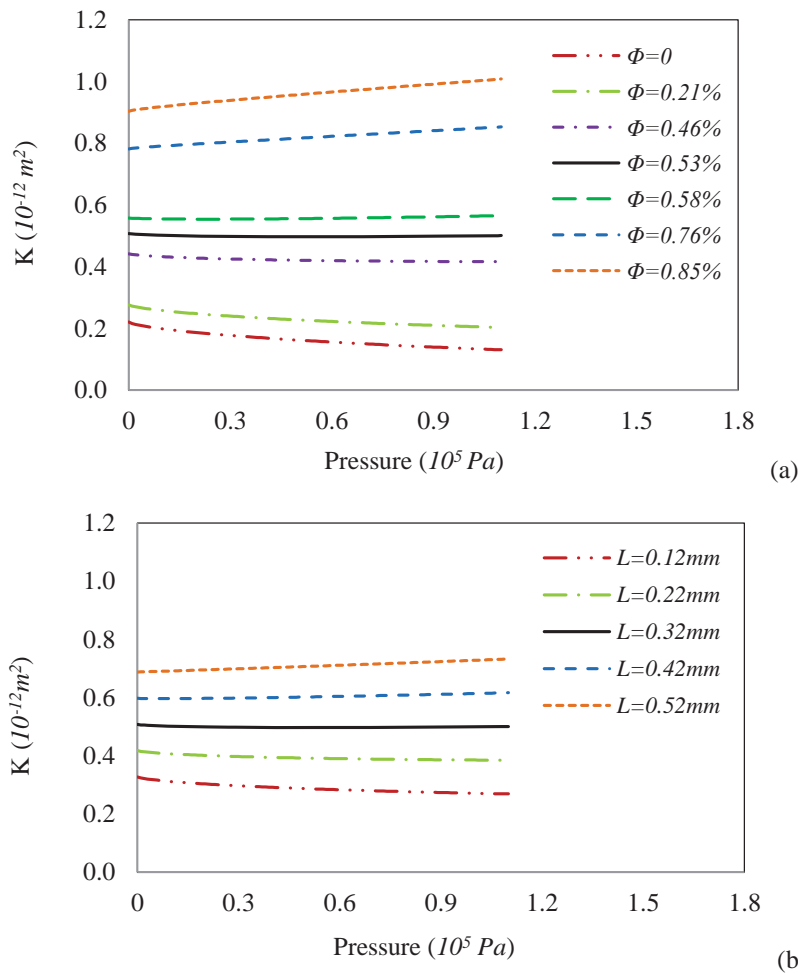 1.2
1.0
0.8
0.6
0.4
0.2
0.0
K (10⁻¹² m²)
Φ=0
Φ=0.21%
Φ=0.46%
Φ=0.53%
Φ=0.58%
Φ=0.76%
Φ=0.85%
0 0.3 0.6 0.9 1.2 1.5 1.8
Pressure (10⁵ Pa)
(a)
1.2
1.0
0.8
0.6
0.4
0.2
0.0
K (10⁻¹²m²)
L=0.12mm
L=0.22mm
L=0.32mm
L=0.42mm
L=0.52mm
0 0.3 0.6 0.9 1.2 1.5 1.8
Pressure (10⁵ Pa)
(b